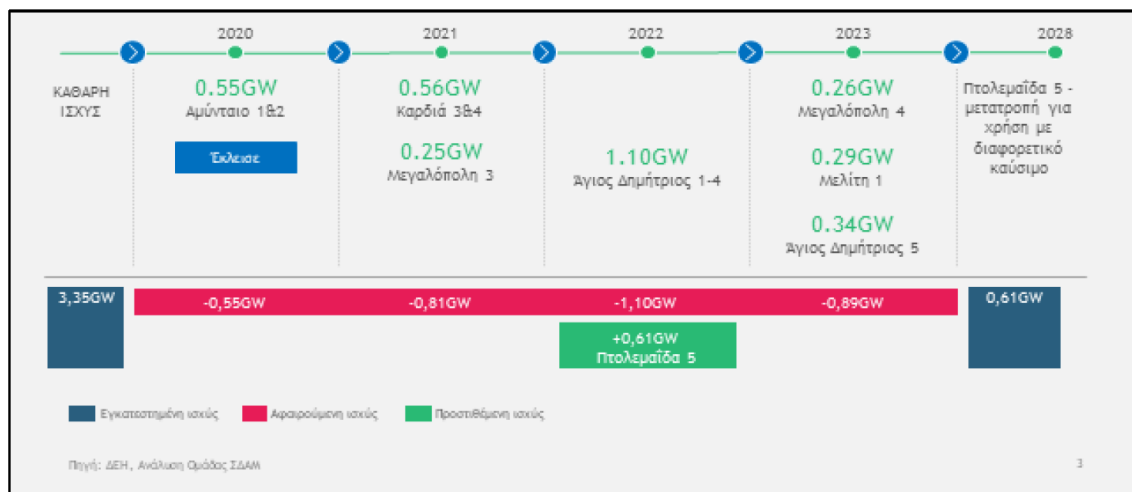 2020 2021 2022 2023 2028
ΚΑΘΑΡΗ
ΙΣΧΥΣ
0.55GW
Αμύνταιο 1&2
Έκλεισε
0.56GW
Καρδιά 3&4
0.25GW
Μεγαλόπολη 3
1.10GW
Άγιος Δημήτριος 1-4
0.26GW
Μεγαλόπολη 4
0.29GW
Μελίτη 1
0.34GW
Άγιος Δημήτριος 5
Πτολεμαΐδα 5 -
μετατροπή για
χρήση με
διαφορετικό
καύσιμο
3,35GW -0,55GW -0,81GW -1,10GW -0,89GW 0,61GW
+0,61GW
Πτολεμαΐδα 5
Εγκατεστημένη ισχύς Αφαιρούμενη ισχύς Προστιθέμενη ισχύς
Πηγή: ΔΕΗ, Ανάλυση Ομάδας ΣΔΑΜ 3